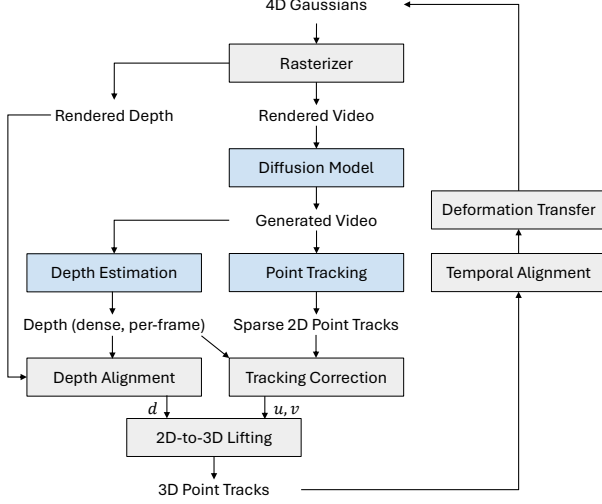 4D Gaussians
Rasterizer
Rendered Depth
Rendered Video
Diffusion Model
Generated Video
Deformation Transfer
Depth Estimation
Point Tracking
Temporal Alignment
Depth (dense, per-frame)
Sparse 2D Point Tracks
Depth Alignment
Tracking Correction
d
u, v
2D-to-3D Lifting
3D Point Tracks